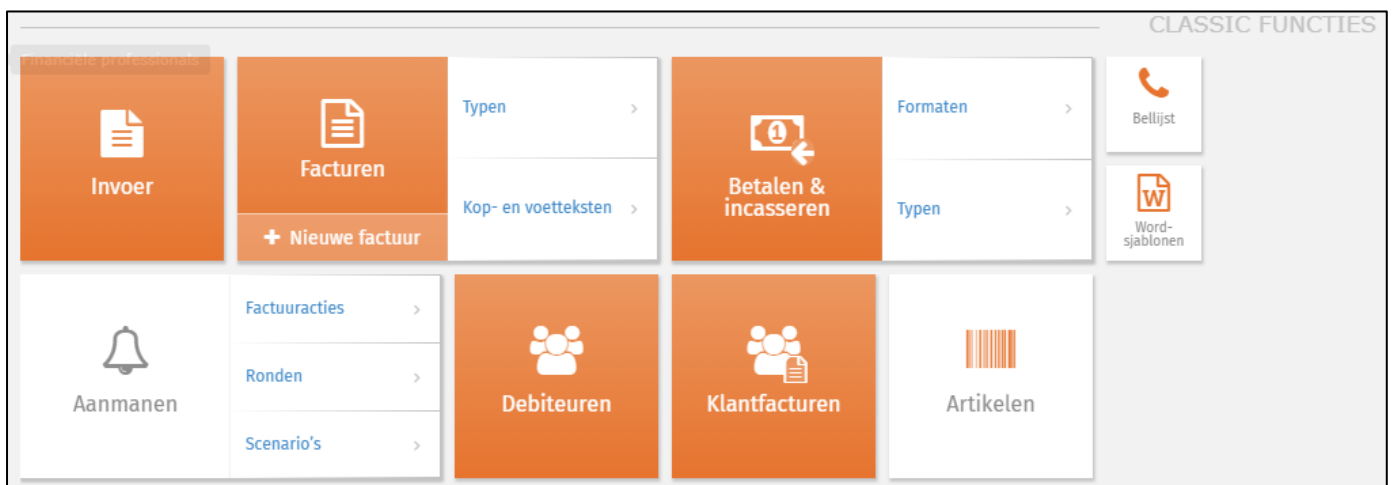 CLASSIC FUNCTIES
Financiële professionals
Invoer
Facturen
+ Nieuwe factuur
Typen
Kop- en voetteksten
1
Betalen &
incasseren
Formaten
Typen
Bellijst
W
Word-
sjablonen
Aanmanen
Factuuracties
Ronden
Scenario's
Debiteuren
Klantfacturen
Artikelen